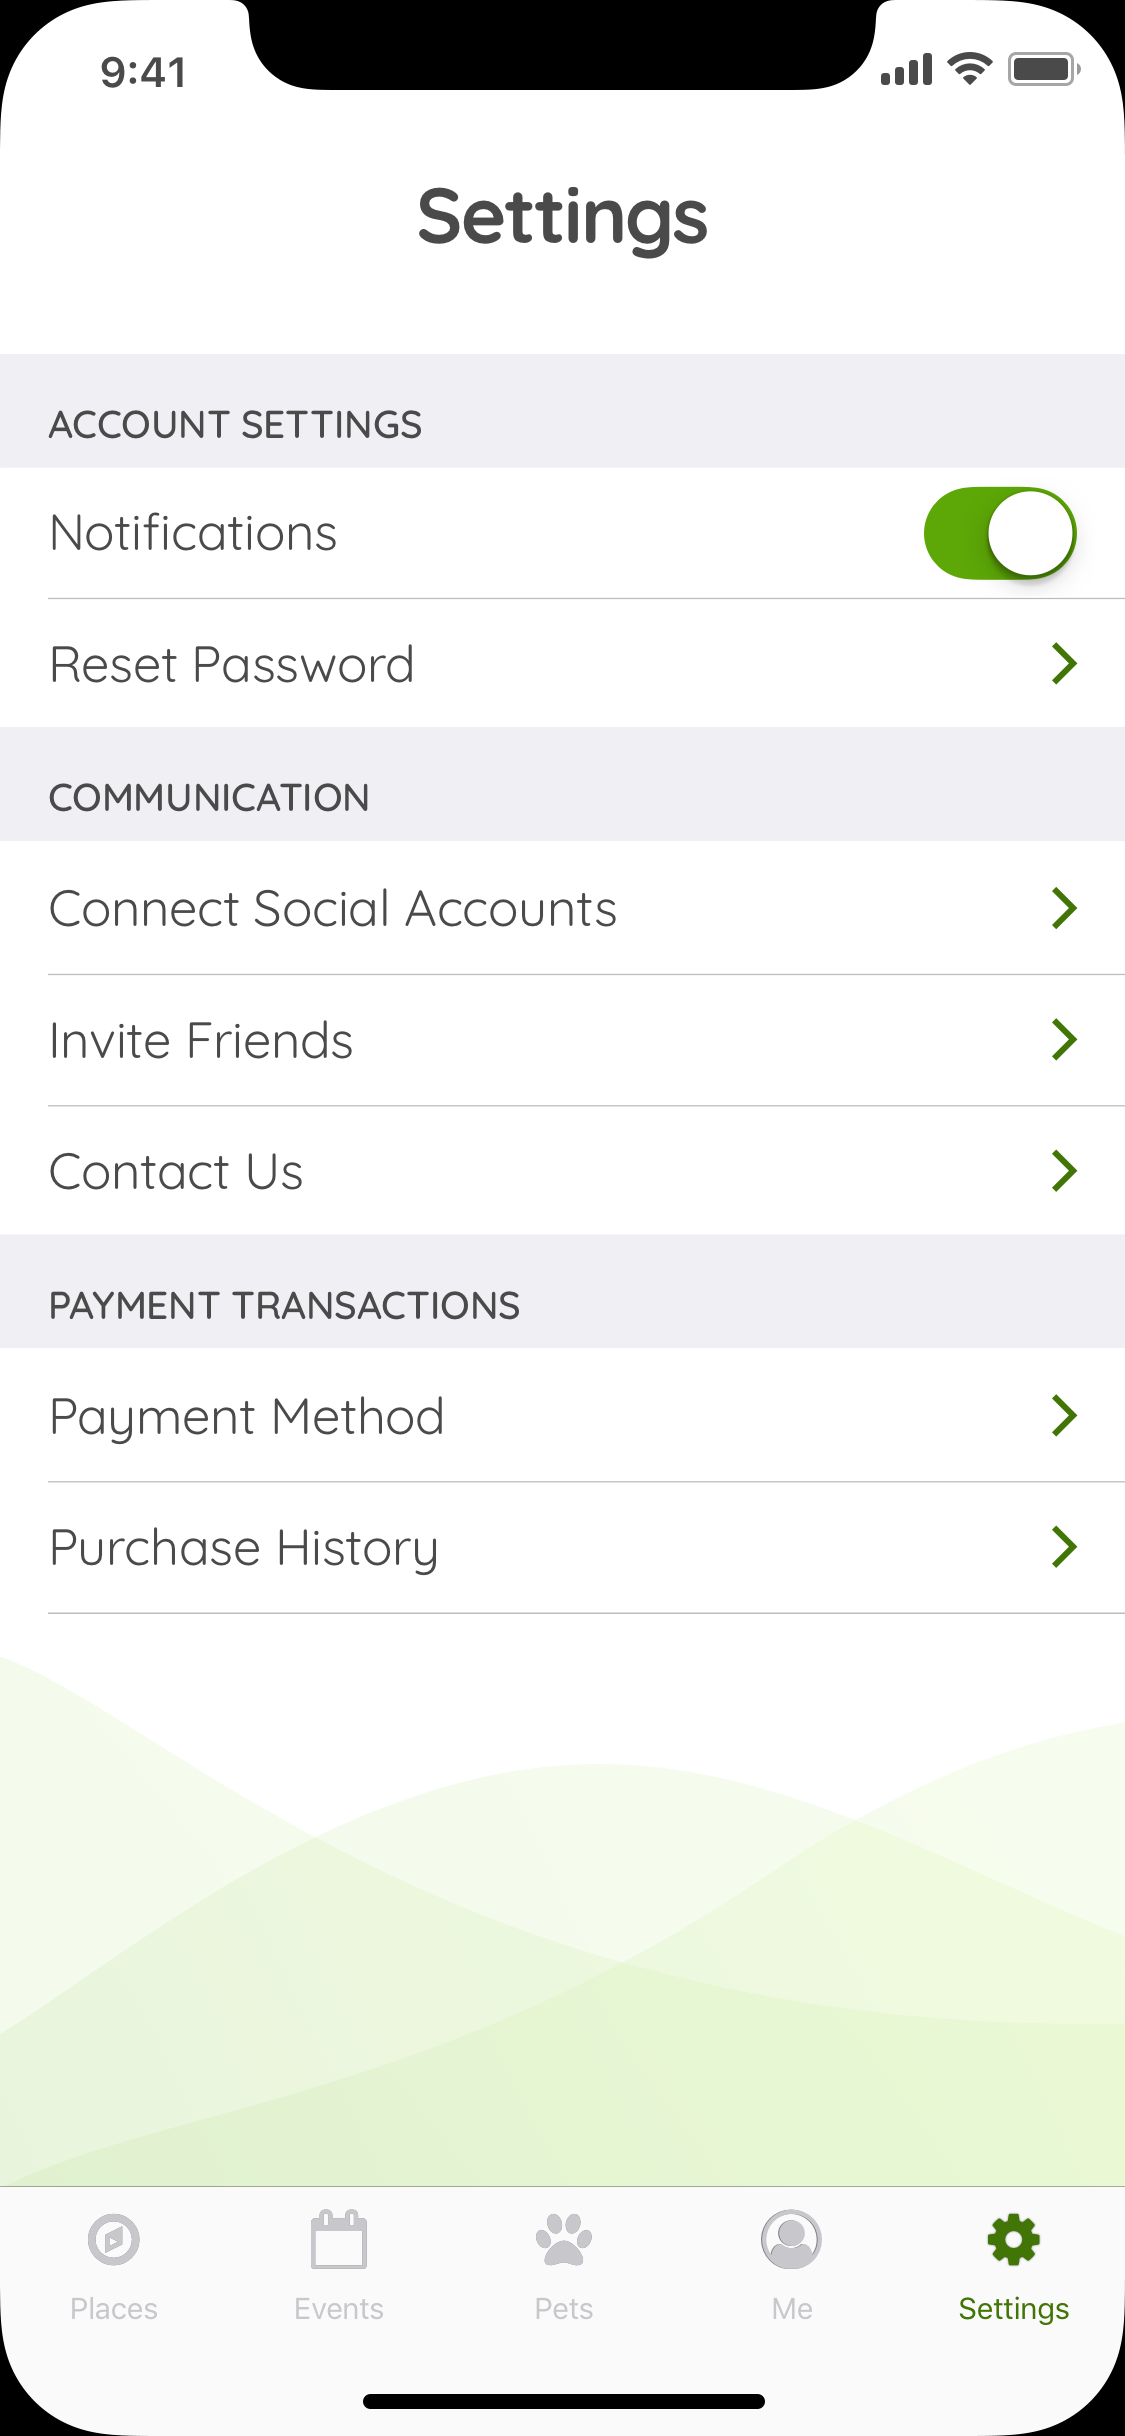 9:41
Settings
ACCOUNT SETTINGS
Notifications
Reset Password
COMMUNICATION
Connect Social Accounts
Invite Friends
Contact Us
PAYMENT TRANSACTIONS
Payment Method
Purchase History
Places
Events
Pets
Me
Settings